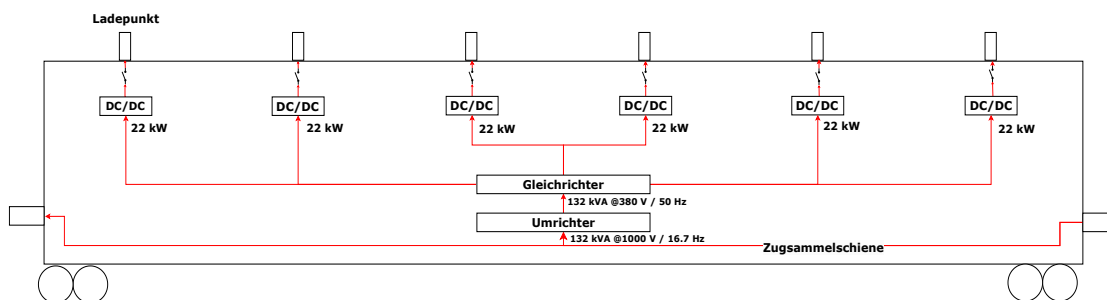 Ladepunkt
DC/DC
DC/DC
DC/DC
DC/DC
DC/DC
DC/DC
22 kW
22 kW
22 kW
22 kW
22 kW
22 kW
Gleichrichter
132 kVA @380 V / 50 Hz
Umrichter
132 kVA @1000 V / 16.7 Hz
Zugsammelschiene